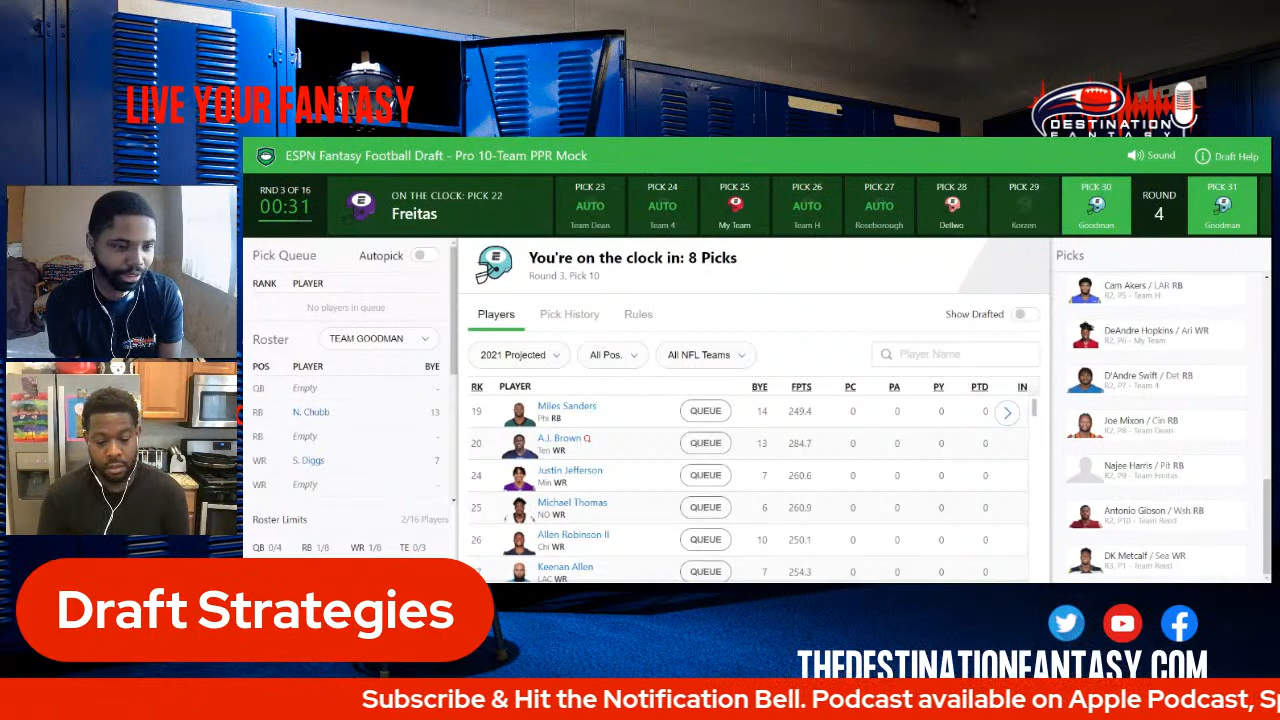 LIVE YOUR FANTASY
DESTINATION
FANTASY
ESPN Fantasy Football Draft - Pro 10-Team PPR Mock
Sound
Draft Help
RND 3 OF 16
00:31
ON THE CLOCK: PICK 22
Freitas
PICK 23
AUTO
Team Dean
PICK 24
AUTO
Team 4
PICK 25
My Team
PICK 26
AUTO
Team H
PICK 27
AUTO
Roseborough
PICK 28
Dellwo
PICK 29
Korzen
PICK 30
Goodman
ROUND
4
PICK 31
Goodman
Pick Queue
Autopick
RANK PLAYER
No players in queue
Roster
TEAM GOODMAN
POS PLAYER BYE
QB Empty -
RB N. Chubb 13
RB Empty -
WR S. Diggs 7
WR Empty -
Roster Limits 2/16 Players
QB 0/4 RB 1/8 WR 1/8 TE 0/3
You're on the clock in: 8 Picks
Round 3, Pick 10
Players Pick History Rules
Show Drafted
2021 Projected All Pos. All NFL Teams
Player Name
RK PLAYER BYE FPTS PC PA PY PTD IN
19 Miles Sanders QUEUE 14 249.4 0 0 0 0
Phi RB
20 A.J. Brown Q QUEUE 13 284.7 0 0 0 0
Ten WR
24 Justin Jefferson QUEUE 7 260.6 0 0 0 0
Min WR
25 Michael Thomas QUEUE 6 260.9 0 0 0 0
NO WR
26 Allen Robinson II QUEUE 10 250.1 0 0 0 0
Chi WR
Keenan Allen QUEUE 7 254.3 0 0 0 0
LAC WR
Picks
Cam Akers / LAR RB
R2, P5 - Team H
DeAndre Hopkins / Ari WR
R2, P6 - My Team
D'Andre Swift / Det RB
R2, P7 - Team 4
Joe Mixon / Cin RB
R2, P8 - Team Dean
Najee Harris / Pit RB
R2, P9 - Team Freitas
Antonio Gibson / Wsh RB
R2, P10 - Team Reed
DK Metcalf / Sea WR
R3, P1 - Team Reed
Draft Strategies
THEDESTINATIONFANTASY.COM
Subscribe & Hit the Notification Bell. Podcast available on Apple Podcast, Sp